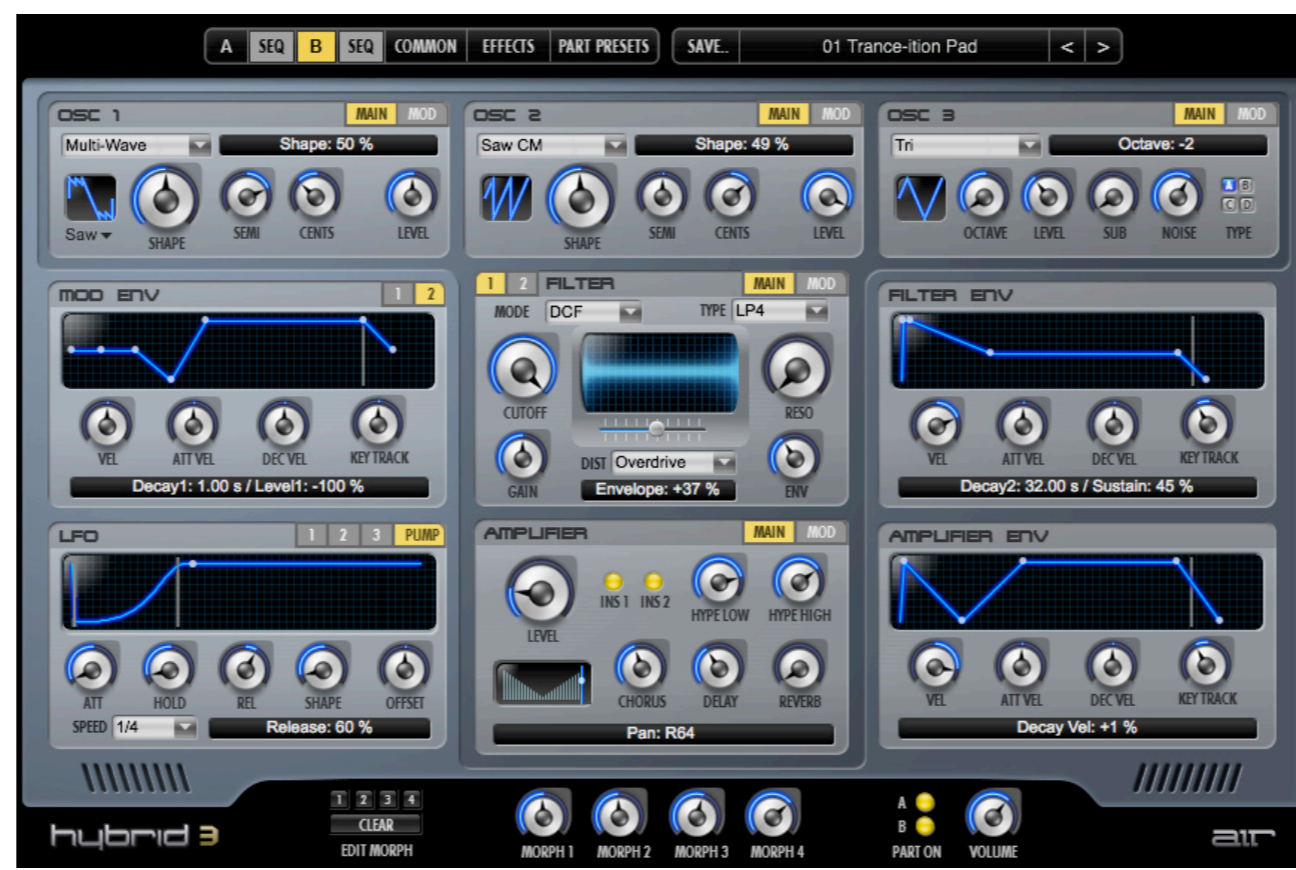 A SEQ B SEQ COMMON EFFECTS PART PRESETS SAVE.. 01 Trance-ition Pad < >
OSC 1 MAIN MOD
Multi-Wave Shape: 50 %
Saw SHAPE SEMI CENTS LEVEL
OSC 2 MAIN MOD
Saw CM Shape: 49 %
SHAPE SEMI CENTS LEVEL
OSC 3 MAIN MOD
Tri Octave: -2
A B
C D
OCTAVE LEVEL SUB NOISE TYPE
MOD ENV 1 2
VEL ATT VEL DEC VEL KEY TRACK
Decay1: 1.00 s / Level1: -100 %
1 2 FILTER MAIN MOD
MODE DCF TYPE LP4
CUTOFF RESO
DIST Overdrive
GAIN Envelope: +37 % ENV
FILTER ENV
VEL ATT VEL DEC VEL KEY TRACK
Decay2: 32.00 s / Sustain: 45 %
LFO 1 2 3 PUMP
ATT HOLD REL SHAPE OFFSET
SPEED 1/4 Release: 60 %
AMPLIFIER MAIN MOD
INS 1 INS 2 HYPE LOW HYPE HIGH
LEVEL
CHORUS DELAY REVERB
Pan: R64
AMPLIFIER ENV
VEL ATT VEL DEC VEL KEY TRACK
Decay Vel: +1 %
hybrid 3
1 2 3 4
CLEAR
EDIT MORPH
MORPH 1 MORPH 2 MORPH 3 MORPH 4
A
B
PART ON VOLUME
air